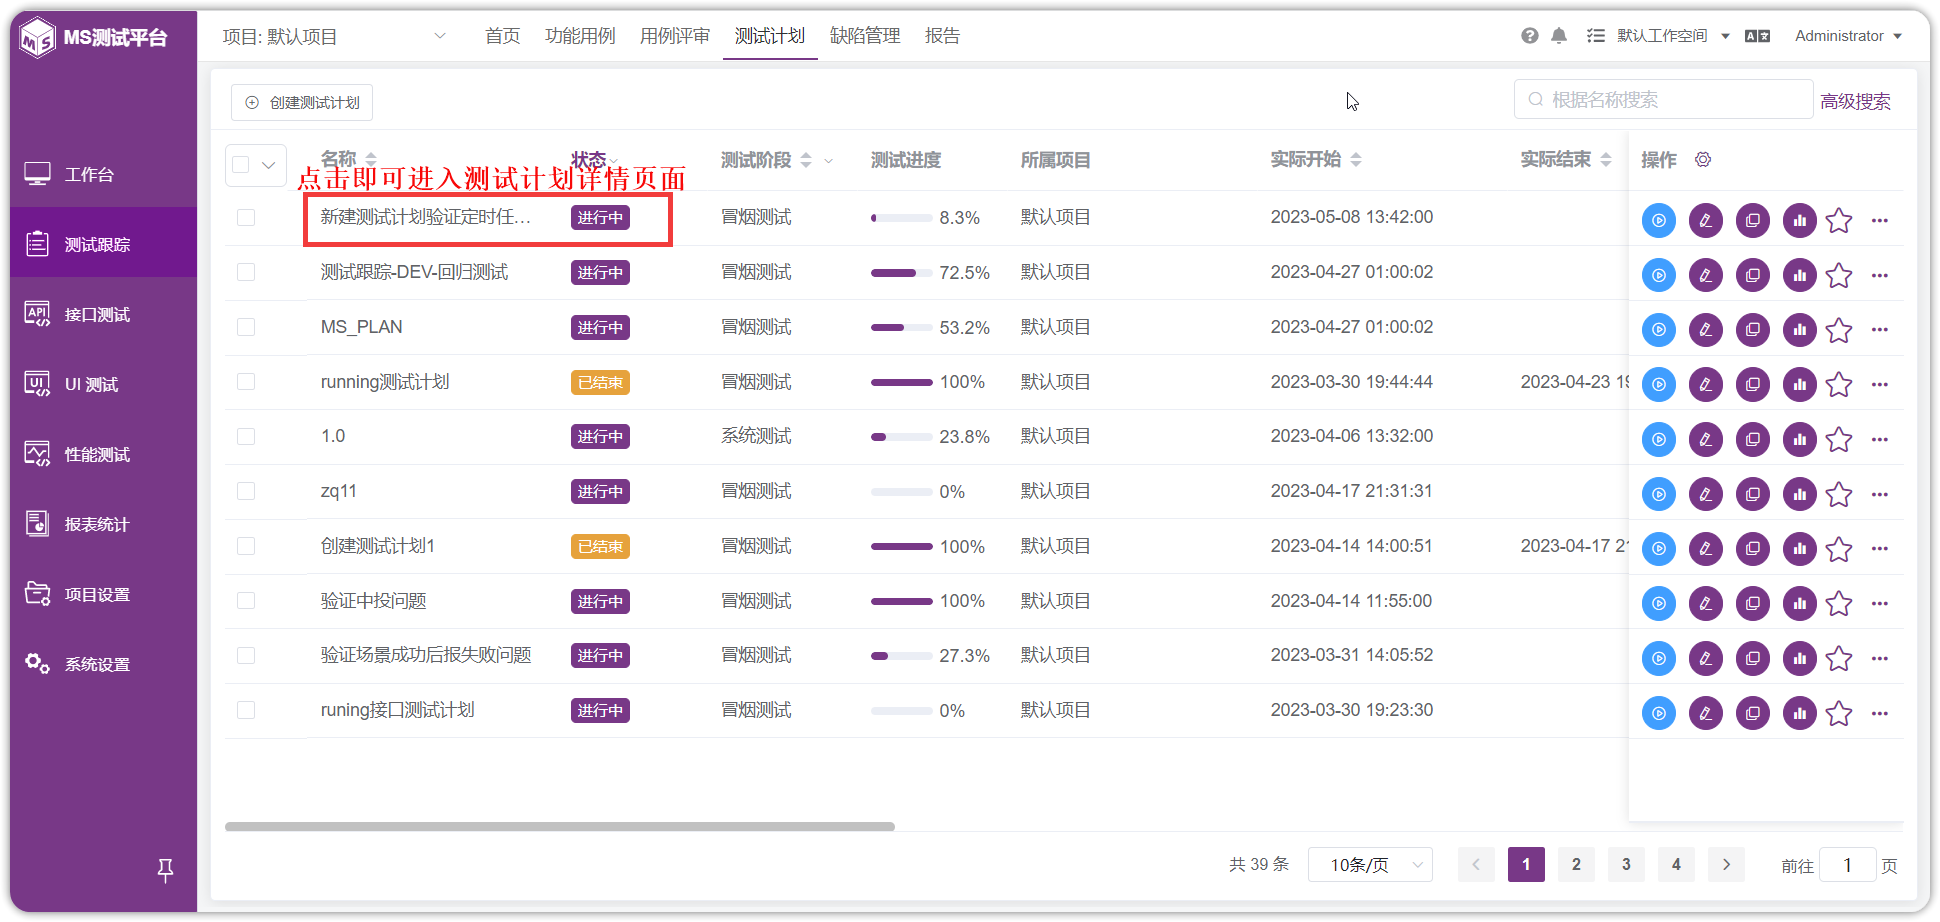 MS测试平台
项目: 默认项目
首页 功能用例 用例评审 测试计划 缺陷管理 报告
默认工作空间
Administrator
创建测试计划
根据名称搜索
高级搜索
工作台
测试跟踪
接口测试
UI 测试
性能测试
报表统计
项目设置
系统设置
名称 状态 测试阶段 测试进度 所属项目 实际开始 实际结束 操作
点击即可进入测试计划详情页面
新建测试计划验证定时任... 进行中 冒烟测试 8.3% 默认项目 2023-05-08 13:42:00
测试跟踪-DEV-回归测试 进行中 冒烟测试 72.5% 默认项目 2023-04-27 01:00:02
MS_PLAN 进行中 冒烟测试 53.2% 默认项目 2023-04-27 01:00:02
running测试计划 已结束 冒烟测试 100% 默认项目 2023-03-30 19:44:44 2023-04-23
1.0 进行中 系统测试 23.8% 默认项目 2023-04-06 13:32:00
zq11 进行中 冒烟测试 0% 默认项目 2023-04-17 21:31:31
创建测试计划1 已结束 冒烟测试 100% 默认项目 2023-04-14 14:00:51 2023-04-17
验证中投问题 进行中 冒烟测试 100% 默认项目 2023-04-14 11:55:00
验证场景成功后报失败问题 进行中 冒烟测试 27.3% 默认项目 2023-03-31 14:05:52
runing接口测试计划 进行中 冒烟测试 0% 默认项目 2023-03-30 19:23:30
共 39 条 10条/页 1 2 3 4 前往 1 页